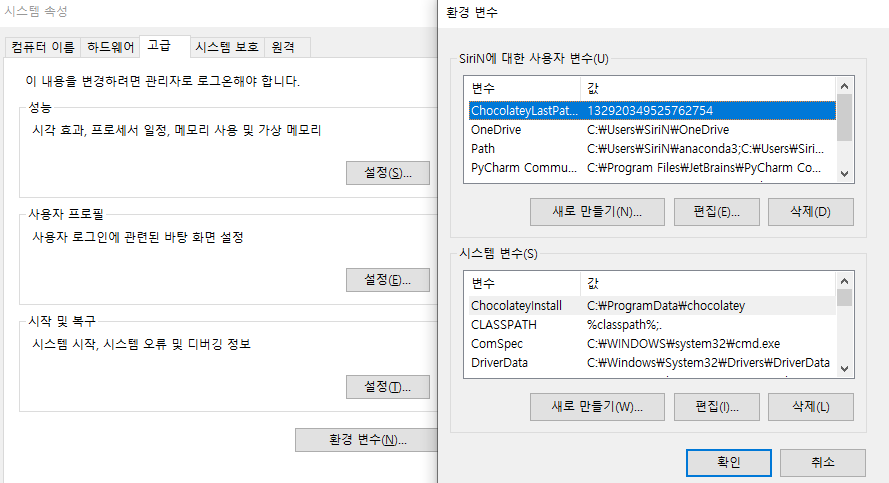 시스템 속성
컴퓨터 이름
하드웨어
고급
시스템 보호
원격
이 내용을 변경하려면 관리자로 로그온해야 합니다.
성능
시각 효과, 프로세서 일정, 메모리 사용 및 가상 메모리
설정(S)...
사용자 프로필
사용자 로그인에 관련된 바탕 화면 설정
설정(E)...
시작 및 복구
시스템 시작, 시스템 오류 및 디버깅 정보
설정(T)...
환경 변수(N)...
환경 변수
SiriN에 대한 사용자 변수(U)
변수 값
ChocolateyLastPat... 132920349525762754
OneDrive C:₩Users₩SiriN₩OneDrive
Path C:₩Users₩SiriN₩anaconda3;C:₩Users₩Siri...
PyCharm Commu... C:₩Program Files₩JetBrains₩PyCharm Co...
새로 만들기(N)... 편집(E)... 삭제(D)
시스템 변수(S)
변수 값
ChocolateyInstall C:₩ProgramData₩chocolatey
CLASSPATH %classpath%;.
ComSpec C:₩WINDOWS₩system32₩cmd.exe
DriverData C:₩Windows₩System32₩Drivers₩DriverData
새로 만들기(W)... 편집(I)... 삭제(L)
확인 취소